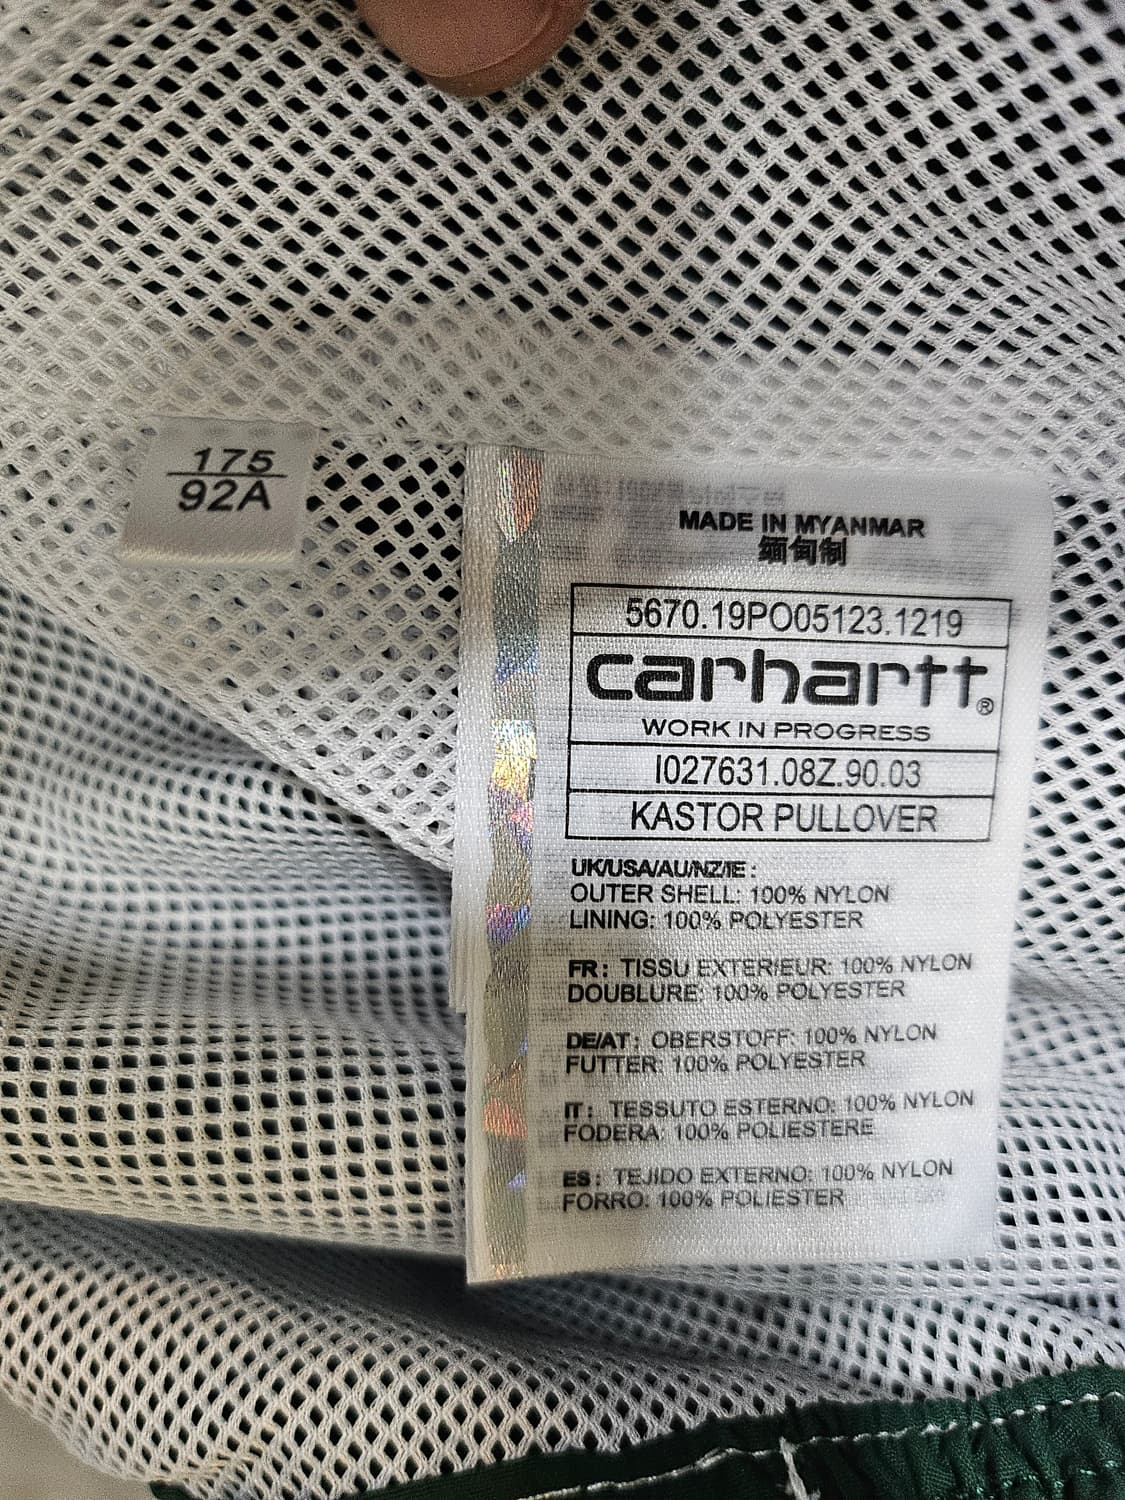 175
92A
MADE IN MYANMAR
缅甸制
5670.19PO05123.1219
carhartt®
WORK IN PROGRESS
I027631.08Z.90.03
KASTOR PULLOVER
UK/USA/AU/NZ/IE:
OUTER SHELL: 100% NYLON
LINING: 100% POLYESTER
FR: TISSU EXTERIEUR: 100% NYLON
DOUBLURE: 100% POLYESTER
DE/AT: OBERSTOFF: 100% NYLON
FUTTER: 100% POLYESTER
IT: TESSUTO ESTERNO: 100% NYLON
FODERA: 100% POLIESTERE
ES: TEJIDO EXTERNO: 100% NYLON
FORRO: 100% POLIESTER